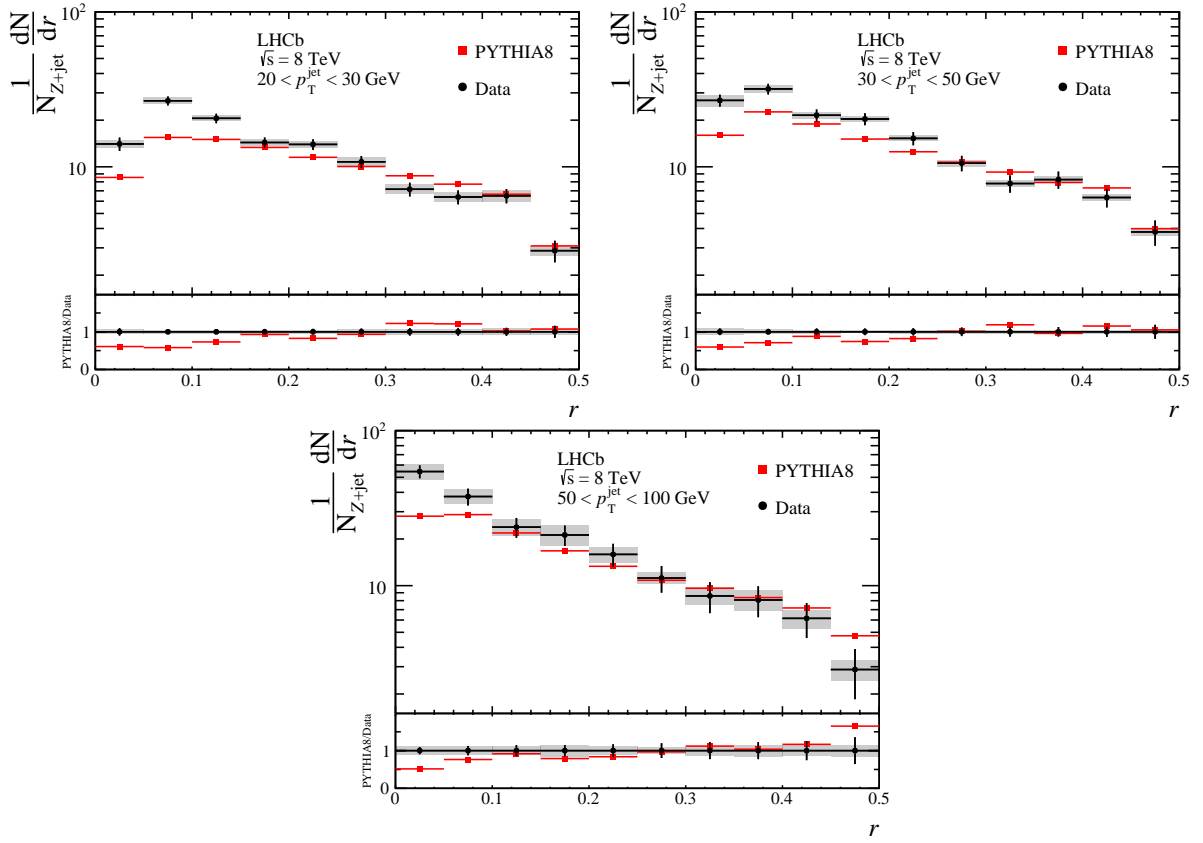 10²
10
1/N_{Z+jet} dN/dr
LHCb
√s = 8 TeV
20 < p_T^{jet} < 30 GeV
PYTHIA8
Data
PYTHIA8/Data
1
0
0 0.1 0.2 0.3 0.4 0.5
r
10²
10
1/N_{Z+jet} dN/dr
LHCb
√s = 8 TeV
30 < p_T^{jet} < 50 GeV
PYTHIA8
Data
PYTHIA8/Data
1
0
0 0.1 0.2 0.3 0.4 0.5
r
10²
10
1/N_{Z+jet} dN/dr
LHCb
√s = 8 TeV
50 < p_T^{jet} < 100 GeV
PYTHIA8
Data
PYTHIA8/Data
1
0
0 0.1 0.2 0.3 0.4 0.5
r